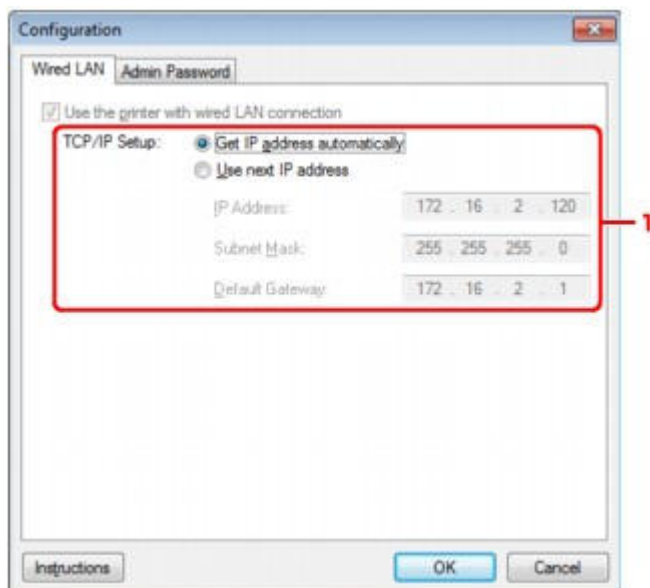 Configuration
Wired LAN
Admin Password
Use the printer with wired LAN connection
TCP/IP Setup:
Get IP address automatically
Use next IP address
IP Address:
172 . 16 . 2 . 120
1
Subnet Mask:
255 . 255 . 255 . 0
Default Gateway:
172 . 16 . 2 . 1
Instructions
OK
Cancel